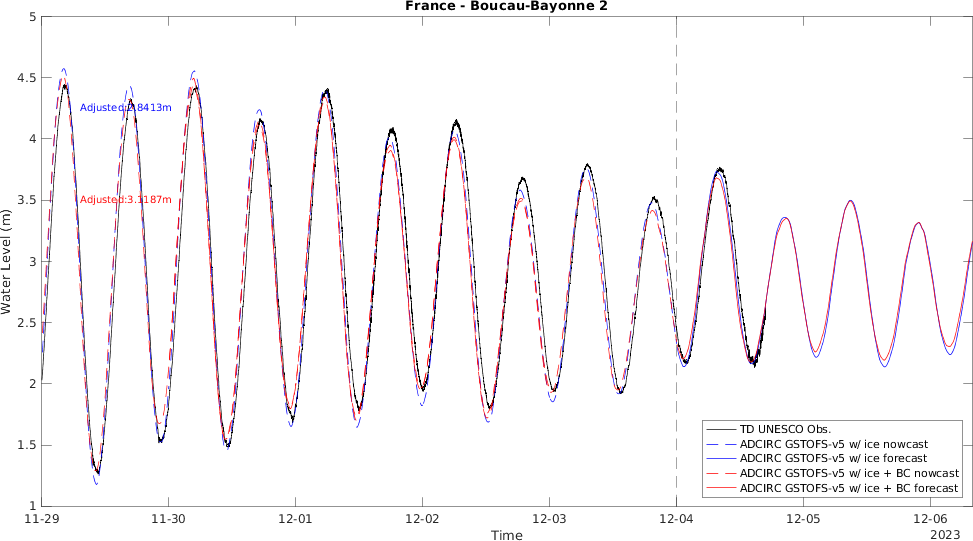 France - Boucau-Bayonne 2
Water Level (m)
5
4.5
4
3.5
3
2.5
2
1.5
1
Adjusted:2.8413m
Adjusted:3.1187m
TD UNESCO Obs.
ADCIRC GSTOFS-v5 w/ ice nowcast
ADCIRC GSTOFS-v5 w/ ice forecast
ADCIRC GSTOFS-v5 w/ ice + BC nowcast
ADCIRC GSTOFS-v5 w/ ice + BC forecast
11-29
11-30
12-01
12-02
12-03
12-04
12-05
12-06
Time
2023